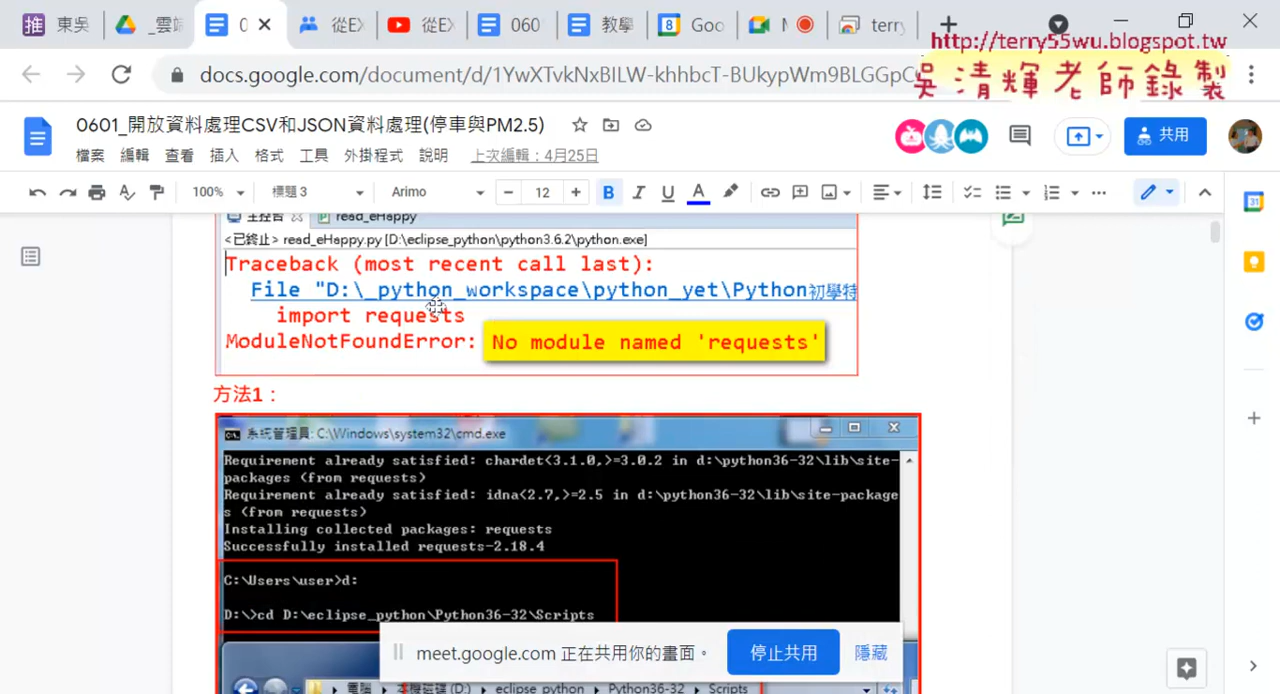 推 東吳
雲
0
從EX
從EX
060
教學
Goo
M
terry
http://terry55wu.blogspot.tw
吳清輝老師錄製
docs.google.com/document/d/1YwXTvkNxBILW-khhbcT-BUkypWm9BLGGpC
0601_開放資料處理CSV和JSON資料處理(停車與PM2.5)
共用
檔案 編輯 查看 插入 格式 工具 外掛程式 說明 上次編輯：4月25日
100% 標題 3 Arimo 12 B I U A
主控台 read_eHappy
<已終止> read_eHappy.py [D:\eclipse_python\python3.6.2\python.exe]
Traceback (most recent call last):
File "D:\_python_workspace\python_yet\Python初學特
import requests
ModuleNotFoundError: No module named 'requests'
方法1：
系統管理員: C:\Windows\system32\cmd.exe
Requirement already satisfied: chardet<3.1.0,>=3.0.2 in d:\python36-32\lib\site-
packages (from requests)
Requirement already satisfied: idna<2.7,>=2.5 in d:\python36-32\lib\site-package
s (from requests)
Installing collected packages: requests
Successfully installed requests-2.18.4
C:\Users\user>d:
D:\>cd D:\eclipse_python\Python36-32\Scripts
meet.google.com 正在共用你的畫面。 停止共用 隱藏
電腦 本機磁碟 (D:) eclipse_python Python36-32 Scripts